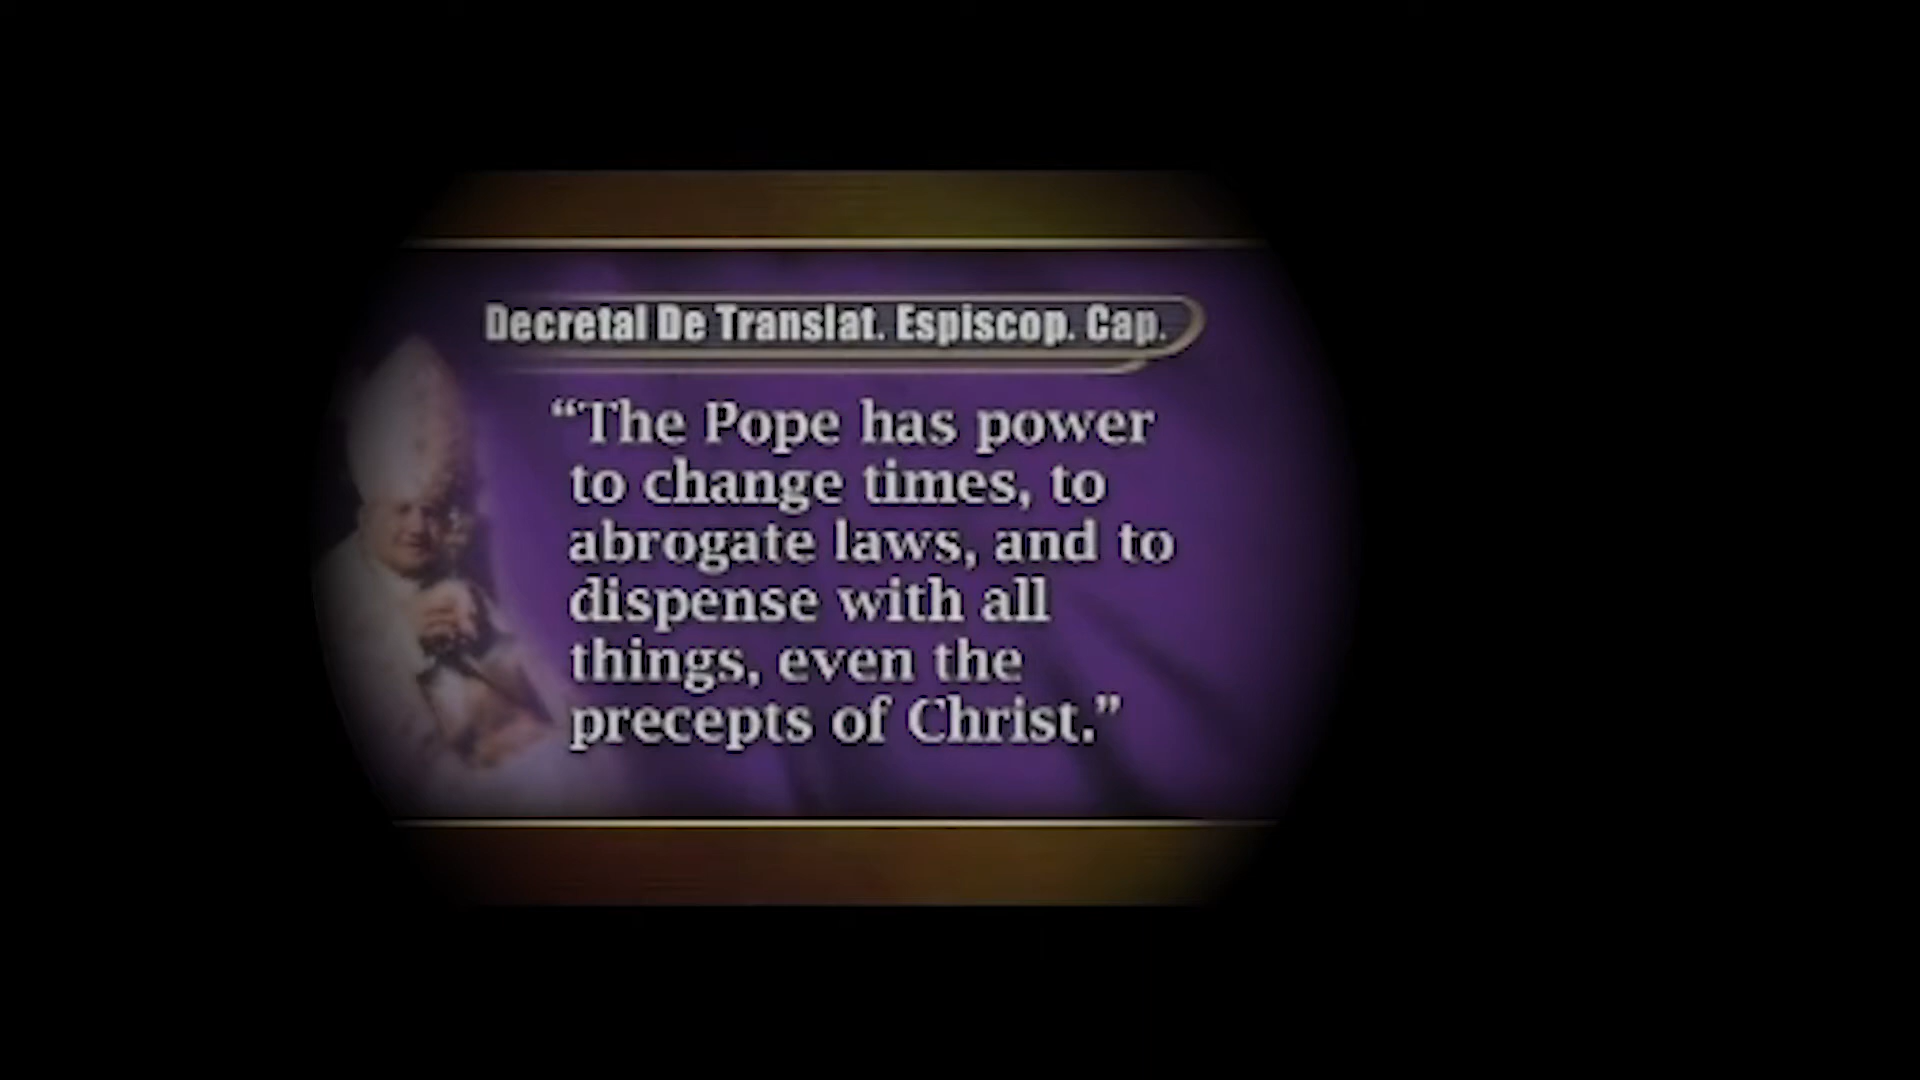 Decretal De Translat. Espiscop. Cap.
“The Pope has power
to change times, to
abrogate laws, and to
dispense with all
things, even the
precepts of Christ.”